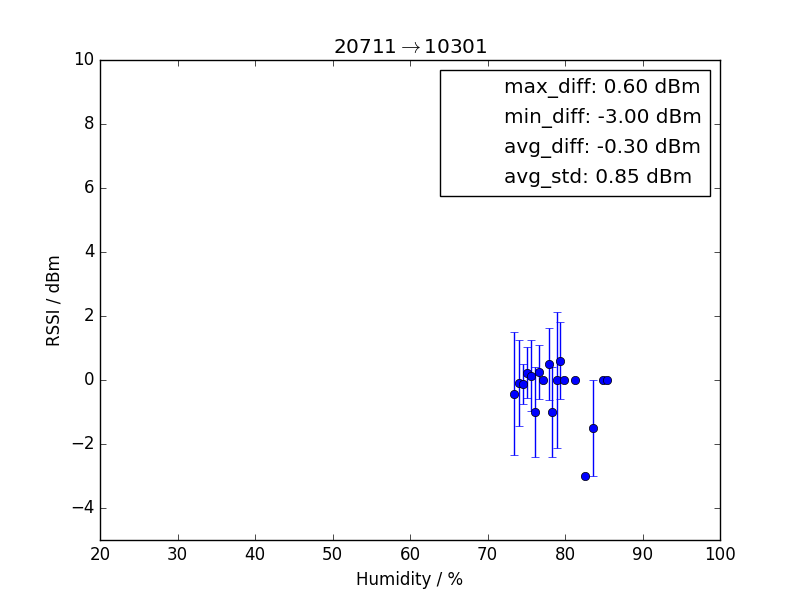 20711→10301
max_diff: 0.60 dBm
min_diff: -3.00 dBm
avg_diff: -0.30 dBm
avg_std: 0.85 dBm
10
8
6
4
2
0
−2
−4
RSSI / dBm
20 30 40 50 60 70 80 90 100
Humidity / %